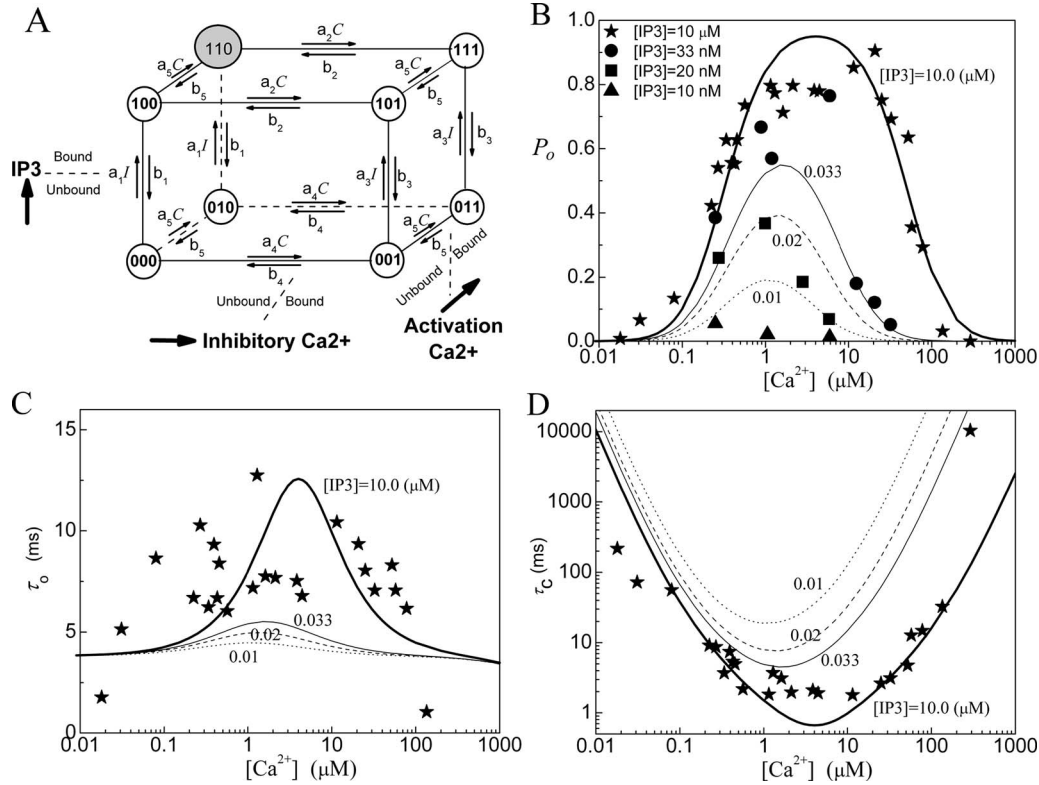 A
110
a2C
b2
111
a5C
b5
a5C
b5
100
a2C
b2
101
a1I
b1
a3I
b3
IP3
Bound
Unbound
a1I
b1
a3I
b3
010
a4C
b4
011
a5C
b5
a5C
b5
000
a4C
b4
001
Unbound
Bound
Unbound
Bound
Inhibitory Ca2+
Activation
Ca2+
B
[IP3]=10 μM
[IP3]=33 nM
[IP3]=20 nM
[IP3]=10 nM
[IP3]=10.0 (μM)
0.033
0.02
0.01
Po
1.0
0.8
0.6
0.4
0.2
0.0
0.01
0.1
1
10
100
1000
[Ca2+] (μM)
C
[IP3]=10.0 (μM)
0.033
0.02
0.01
τo (ms)
15
10
5
0
0.01
0.1
1
10
100
1000
[Ca2+] (μM)
D
0.01
0.02
0.033
[IP3]=10.0 (μM)
τC (ms)
10000
1000
100
10
1
0.01
0.1
1
10
100
1000
[Ca2+] (μM)